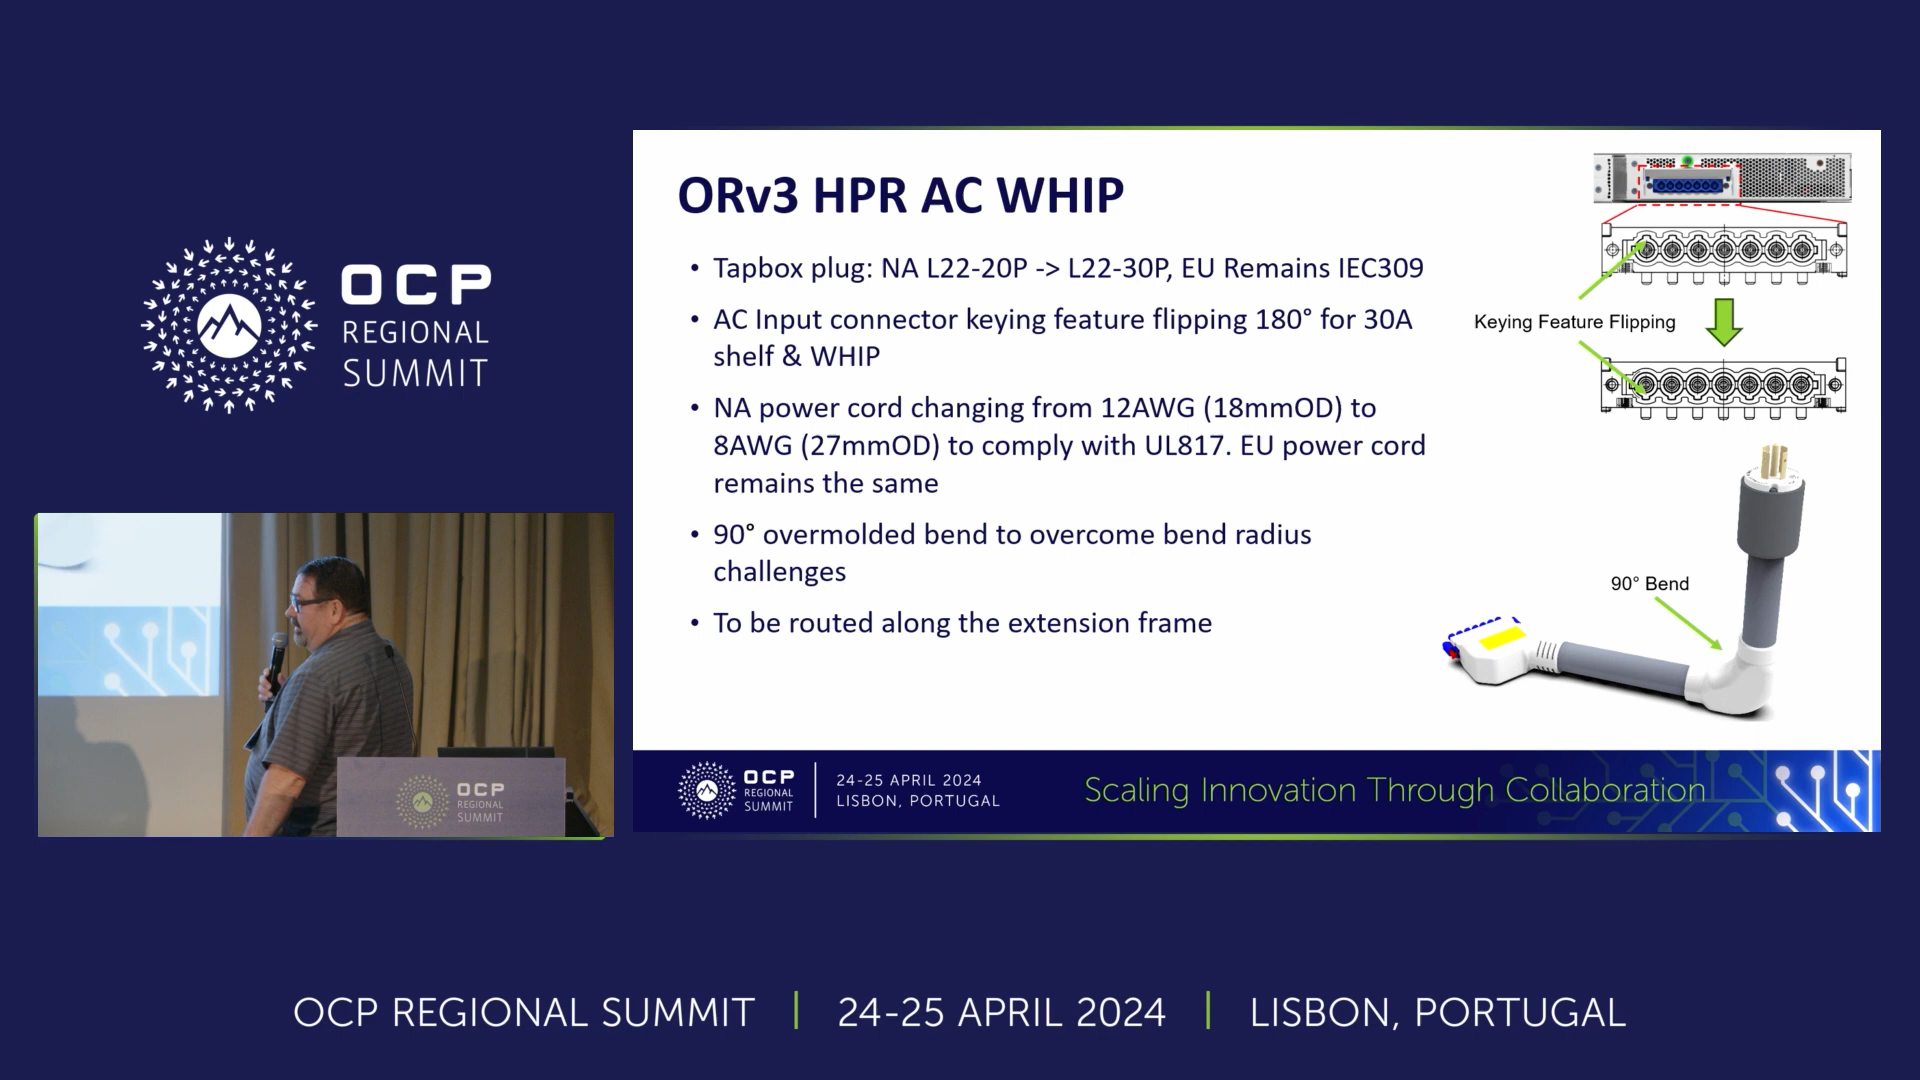 OCP
REGIONAL
SUMMIT
ORv3 HPR AC WHIP
• Tapbox plug: NA L22-20P -> L22-30P, EU Remains IEC309
• AC Input connector keying feature flipping 180° for 30A
shelf & WHIP
• NA power cord changing from 12AWG (18mmOD) to
8AWG (27mmOD) to comply with UL817. EU power cord
remains the same
• 90° overmolded bend to overcome bend radius
challenges
• To be routed along the extension frame
Keying Feature Flipping
90° Bend
OCP
REGIONAL
SUMMIT
24-25 APRIL 2024
LISBON, PORTUGAL
Scaling Innovation Through Collaboration
OCP
REGIONAL
SUMMIT
OCP REGIONAL SUMMIT | 24-25 APRIL 2024 | LISBON, PORTUGAL